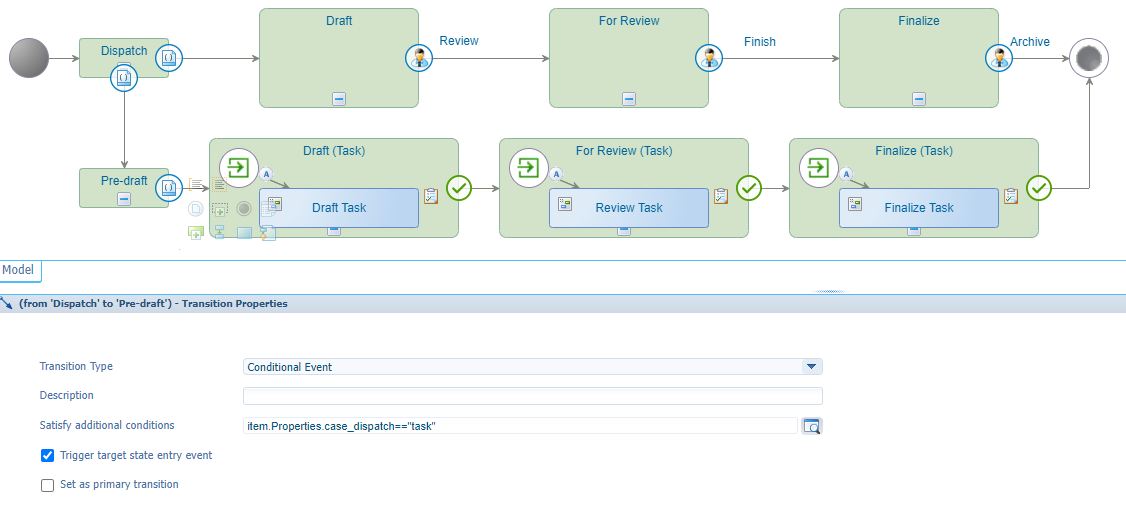 Draft
For Review
Finalize
Dispatch
Review
Finish
Archive
Pre-draft
Draft (Task)
For Review (Task)
Finalize (Task)
A
A
A
Draft Task
Review Task
Finalize Task
Model
(from 'Dispatch' to 'Pre-draft') - Transition Properties
Transition Type
Conditional Event
Description
Satisfy additional conditions
item.Properties.case_dispatch=="task"
Trigger target state entry event
Set as primary transition